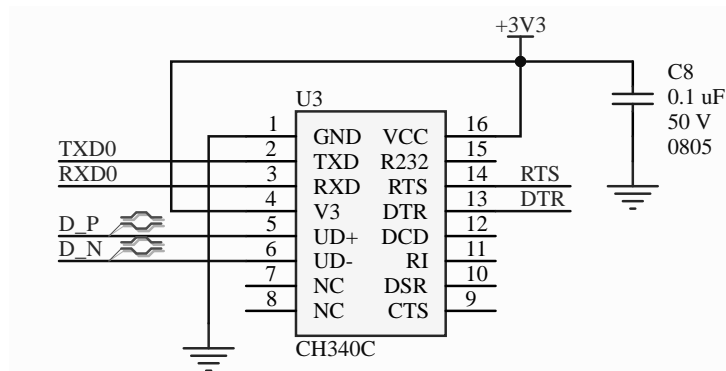 +3V3
C8
0.1 uF
50 V
0805
U3
1 GND VCC 16
TXD0 2 TXD R232 15
RXD0 3 RXD RTS 14 RTS
4 V3 DTR 13 DTR
D_P 5 UD+ DCD 12
D_N 6 UD- RI 11
7 NC DSR 10
8 NC CTS 9
CH340C